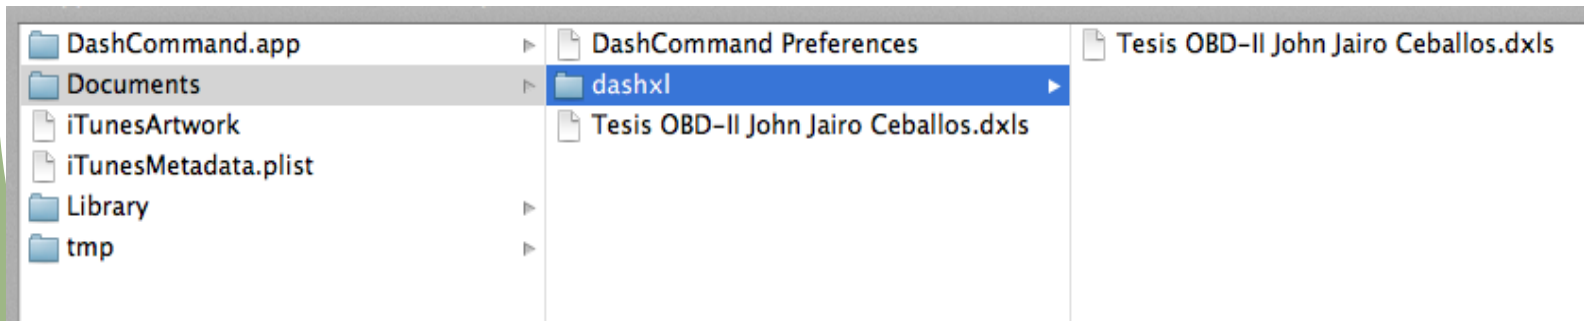 DashCommand.app
Documents
iTunesArtwork
iTunesMetadata.plist
Library
tmp
DashCommand Preferences
dashxl
Tesis OBD-II John Jairo Ceballos.dxls
Tesis OBD-II John Jairo Ceballos.dxls